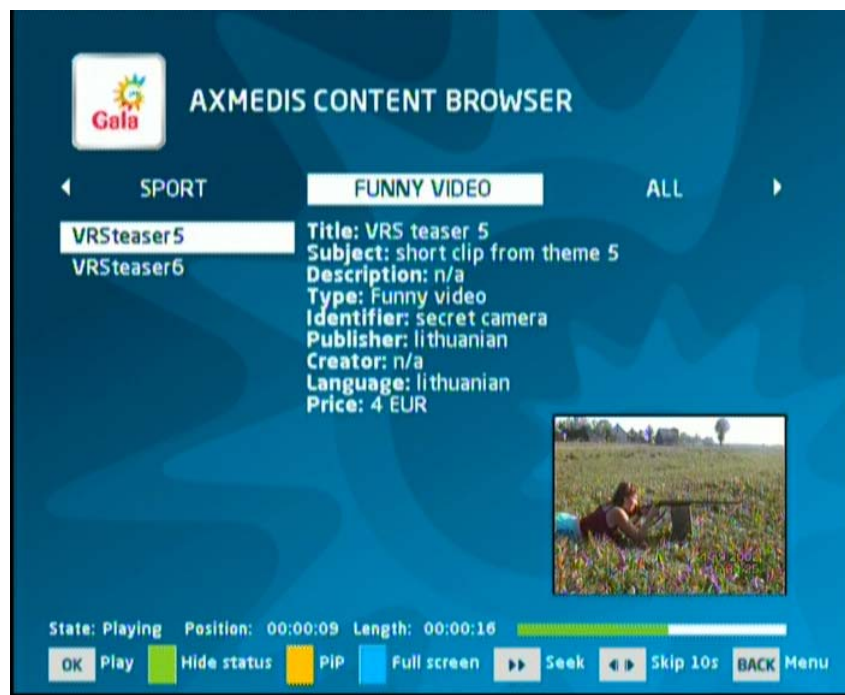 Gala
AXMEDIS CONTENT BROWSER
SPORT FUNNY VIDEO ALL
VRSteaser5
VRSteaser6
Title: VRS teaser 5
Subject: short clip from theme 5
Description: n/a
Type: Funny video
Identifier: secret camera
Publisher: lithuanian
Creator: n/a
Language: lithuanian
Price: 4 EUR
State: Playing Position: 00:00:09 Length: 00:00:16
OK Play Hide status PiP Full screen Seek Skip 10s BACK Menu